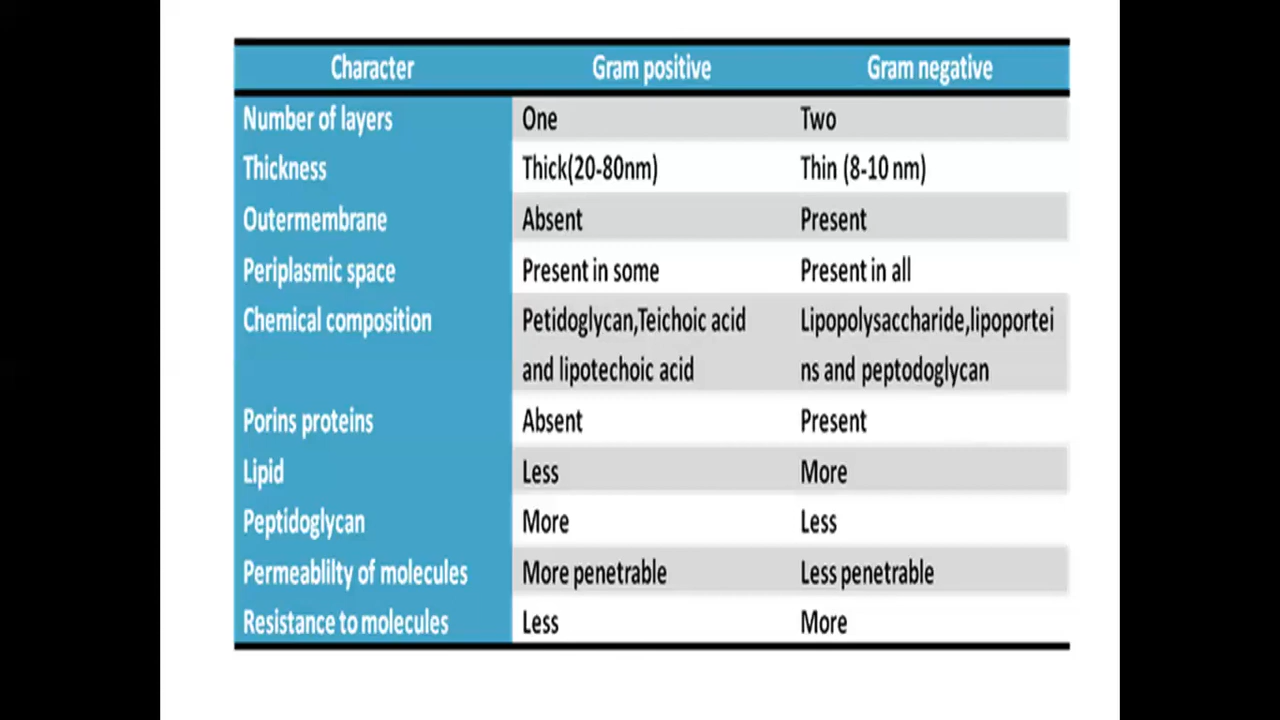 Character Gram positive Gram negative
Number of layers One Two
Thickness Thick(20-80nm) Thin (8-10 nm)
Outermembrane Absent Present
Periplasmic space Present in some Present in all
Chemical composition Petidoglycan,Teichoic acid Lipopolysaccharide,lipoportei
and lipotechoic acid ns and peptodoglycan
Porins proteins Absent Present
Lipid Less More
Peptidoglycan More Less
Permeablilty of molecules More penetrable Less penetrable
Resistance to molecules Less More